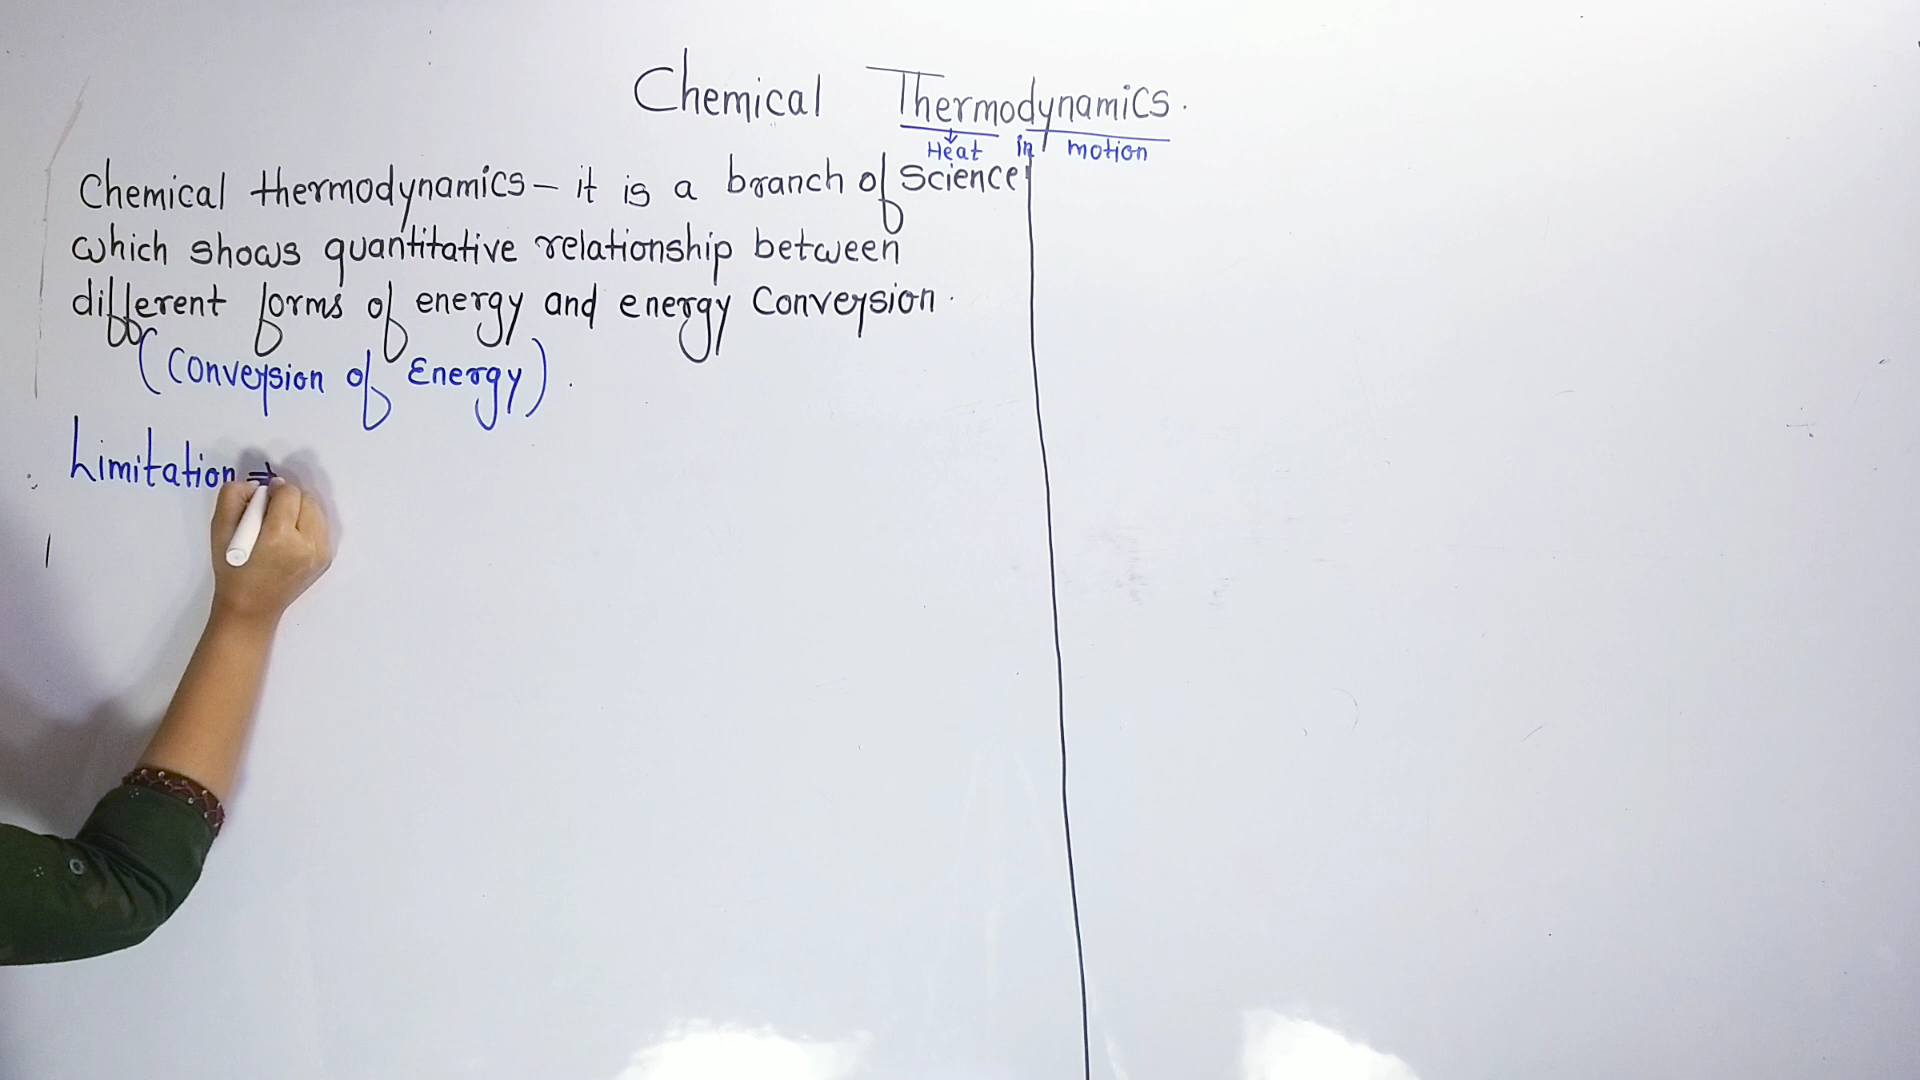 Chemical Thermodynamics.
Heat in motion
Chemical thermodynamics – it is a branch of science
which shows quantitative relationship between
different forms of energy and energy conversion.
(Conversion of Energy).
Limitation →